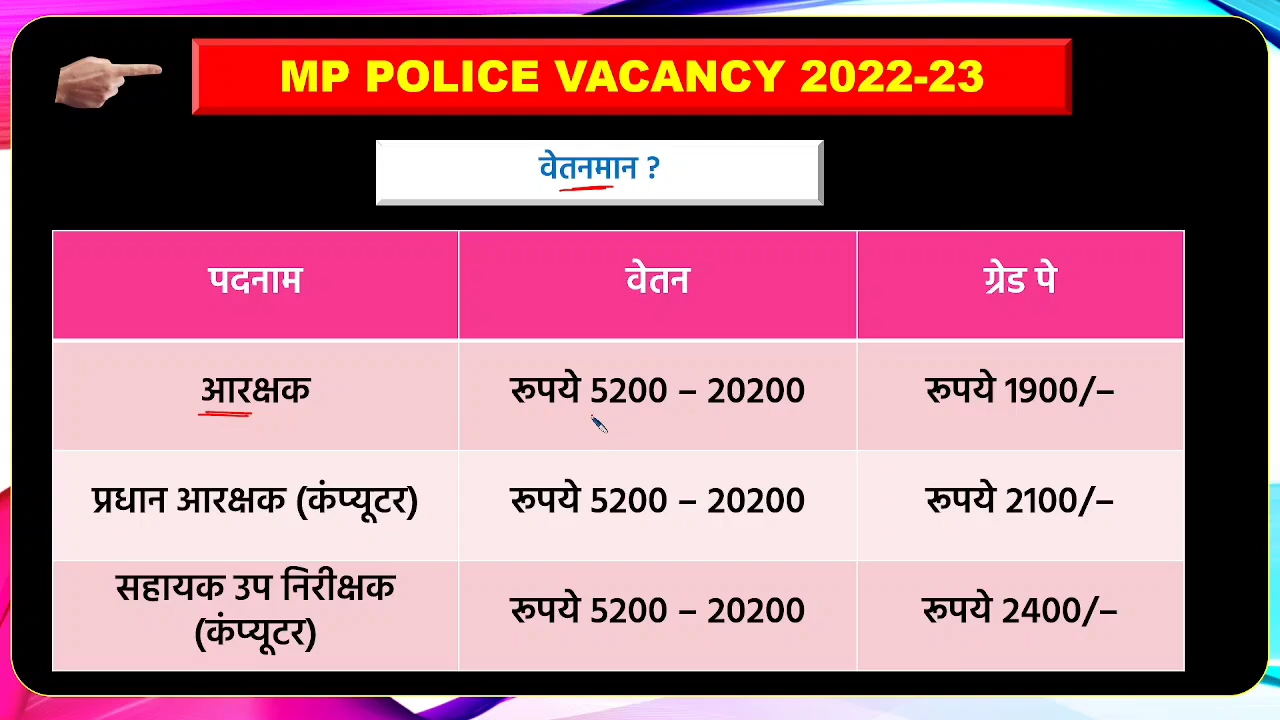 MP POLICE VACANCY 2022-23
वेतनमान ?
पदनाम वेतन ग्रेड पे
आरक्षक रूपये 5200 – 20200 रूपये 1900/–
प्रधान आरक्षक (कंप्यूटर) रूपये 5200 – 20200 रूपये 2100/–
सहायक उप निरीक्षक
(कंप्यूटर) रूपये 5200 – 20200 रूपये 2400/–